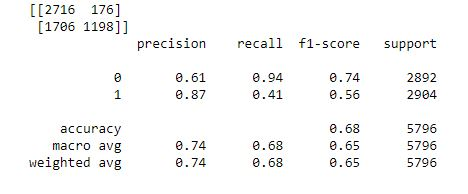 [[2716 176]
[1706 1198]]
precision recall f1-score support
0 0.61 0.94 0.74 2892
1 0.87 0.41 0.56 2904
accuracy 0.68 5796
macro avg 0.74 0.68 0.65 5796
weighted avg 0.74 0.68 0.65 5796